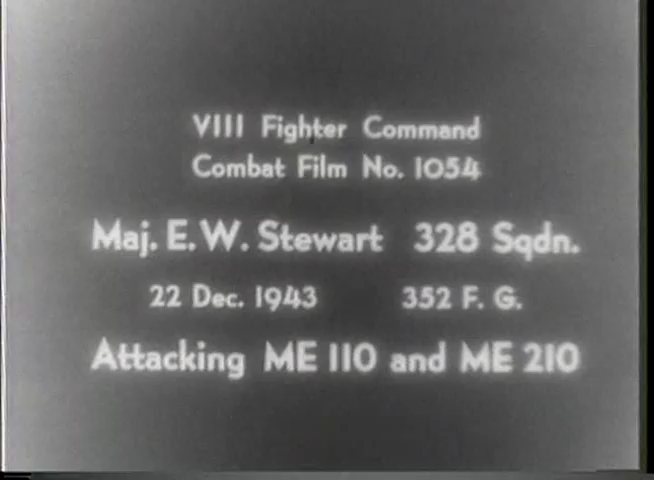 VIII Fighter Command
Combat Film No. 1054
Maj. E. W. Stewart 328 Sqdn.
22 Dec. 1943 352 F. G.
Attacking ME 110 and ME 210